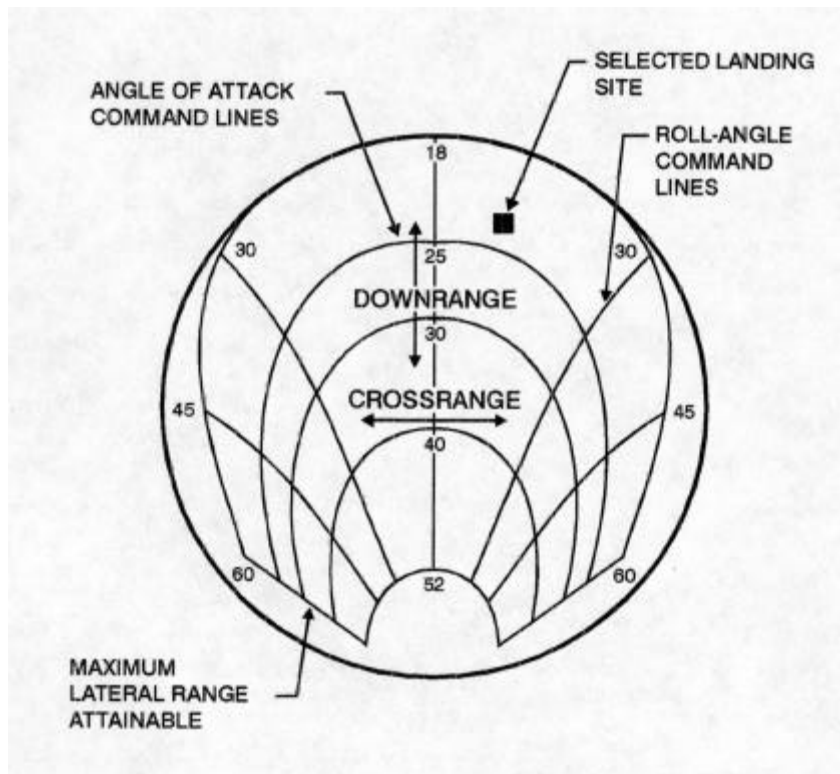 SELECTED LANDING
SITE
ANGLE OF ATTACK
COMMAND LINES
ROLL-ANGLE
COMMAND
LINES
18
30
30
25
DOWNRANGE
30
CROSSRANGE
45
45
40
60
52
60
MAXIMUM
LATERAL RANGE
ATTAINABLE